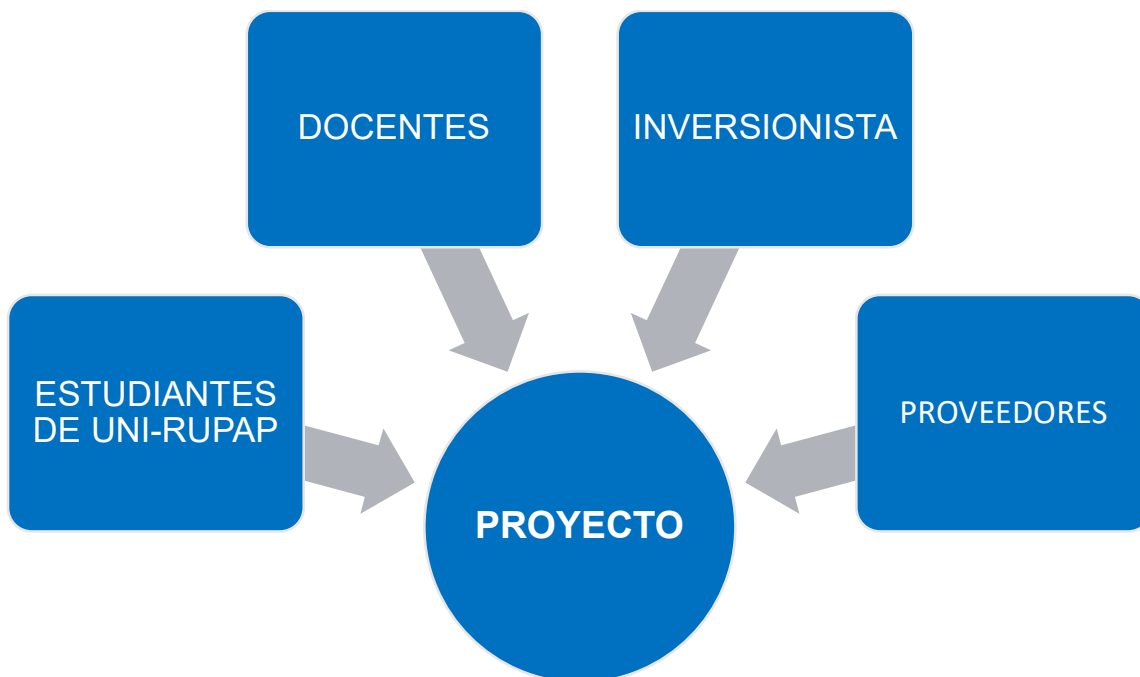 DOCENTES
INVERSIONISTA
ESTUDIANTES
DE UNI-RUPAP
PROVEEDORES
PROYECTO